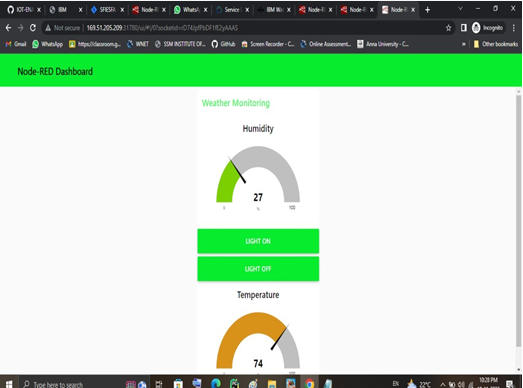 IOT-EN
IBM
SFIESF
Node-R
WhatsA
Service
IBM Wa
Node-R
Node-R
Node-R
Not secure | 169.51.205.209:31780/ui/#!/0?socketid=
Incognito
Gmail WhatsApp https://classroom.g... WNET SSM INSTITUTE OF... GitHub Screen Recorder - C... Online Assessment... Anna University - C... Other bookmarks
Node-RED Dashboard
Weather Monitoring
Humidity
27
0 % 100
LIGHT ON
LIGHT OFF
Temperature
74
0 100
Type here to search
EN 22°C 10:28 PM